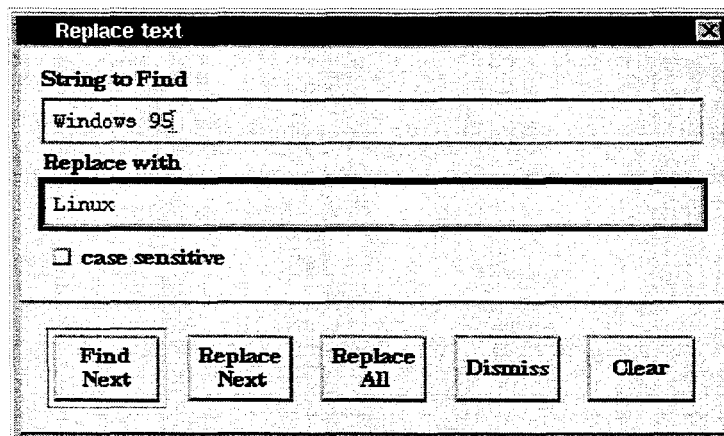 Replace text
String to Find
Windows 95
Replace with
Linux
case sensitive
Find
Next
Replace
Next
Replace
All
Dismiss
Clear